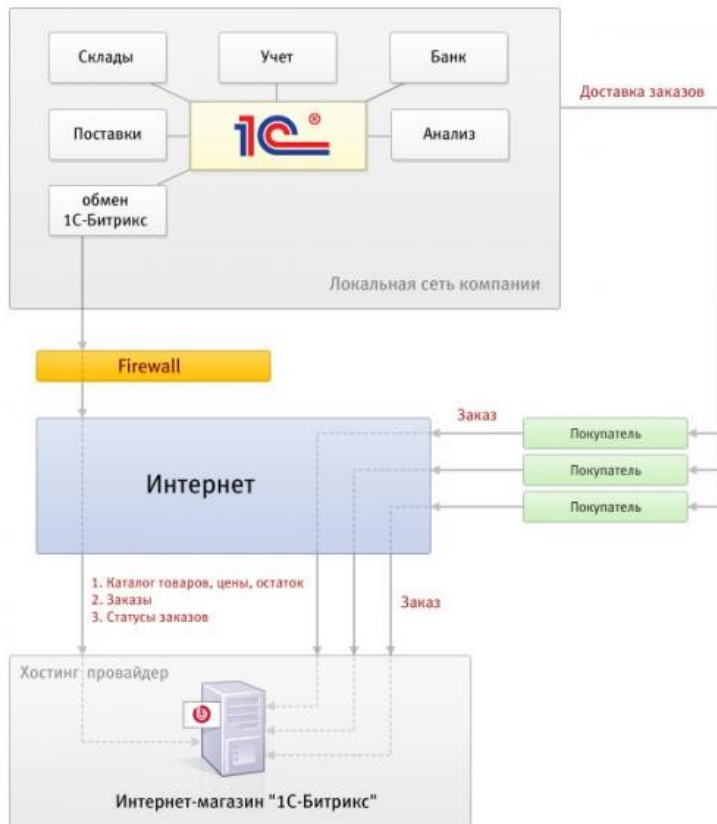 Склады
Учет
Банк
Доставка заказов
Поставки
1С®
Анализ
обмен
1С-Битрикс
Локальная сеть компании
Firewall
Заказ
Покупатель
Интернет
Покупатель
Покупатель
1. Каталог товаров, цены, остаток
2. Заказы
3. Статусы заказов
Заказ
Хостинг провайдер
Интернет-магазин "1С-Битрикс"